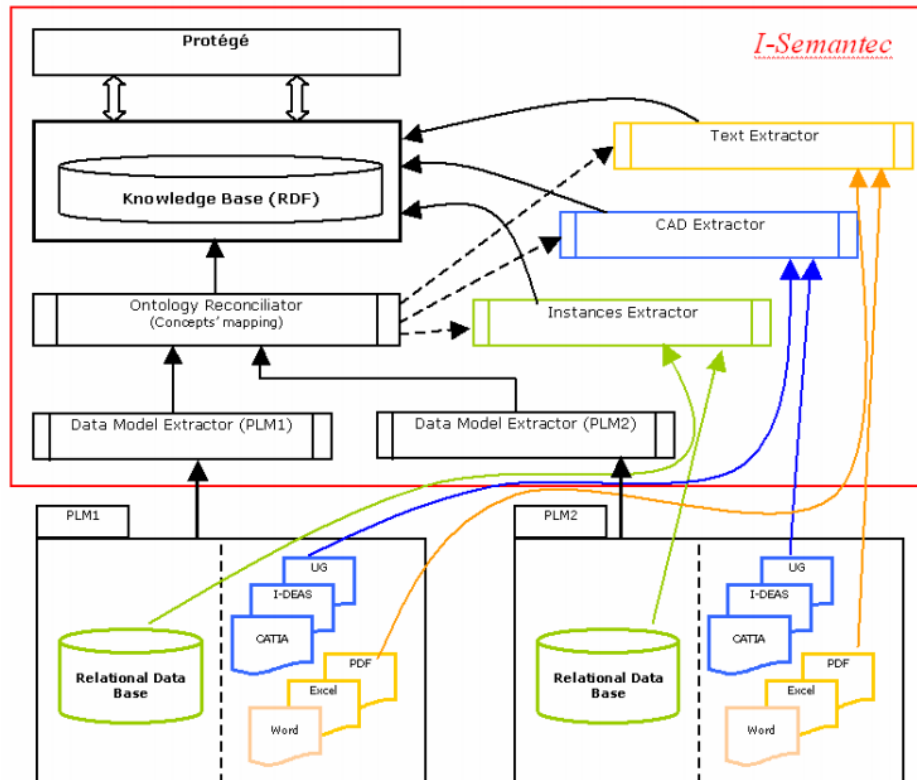 Protégé
I-Semantec
Text Extractor
Knowledge Base (RDF)
CAD Extractor
Ontology Reconciliator
(Concepts' mapping)
Instances Extractor
Data Model Extractor (PLM1)
Data Model Extractor (PLM2)
PLM1
UG
I-DEAS
CATIA
Relational Data
Base
PDF
Excel
Word
PLM2
UG
I-DEAS
CATIA
Relational Data
Base
PDF
Excel
Word